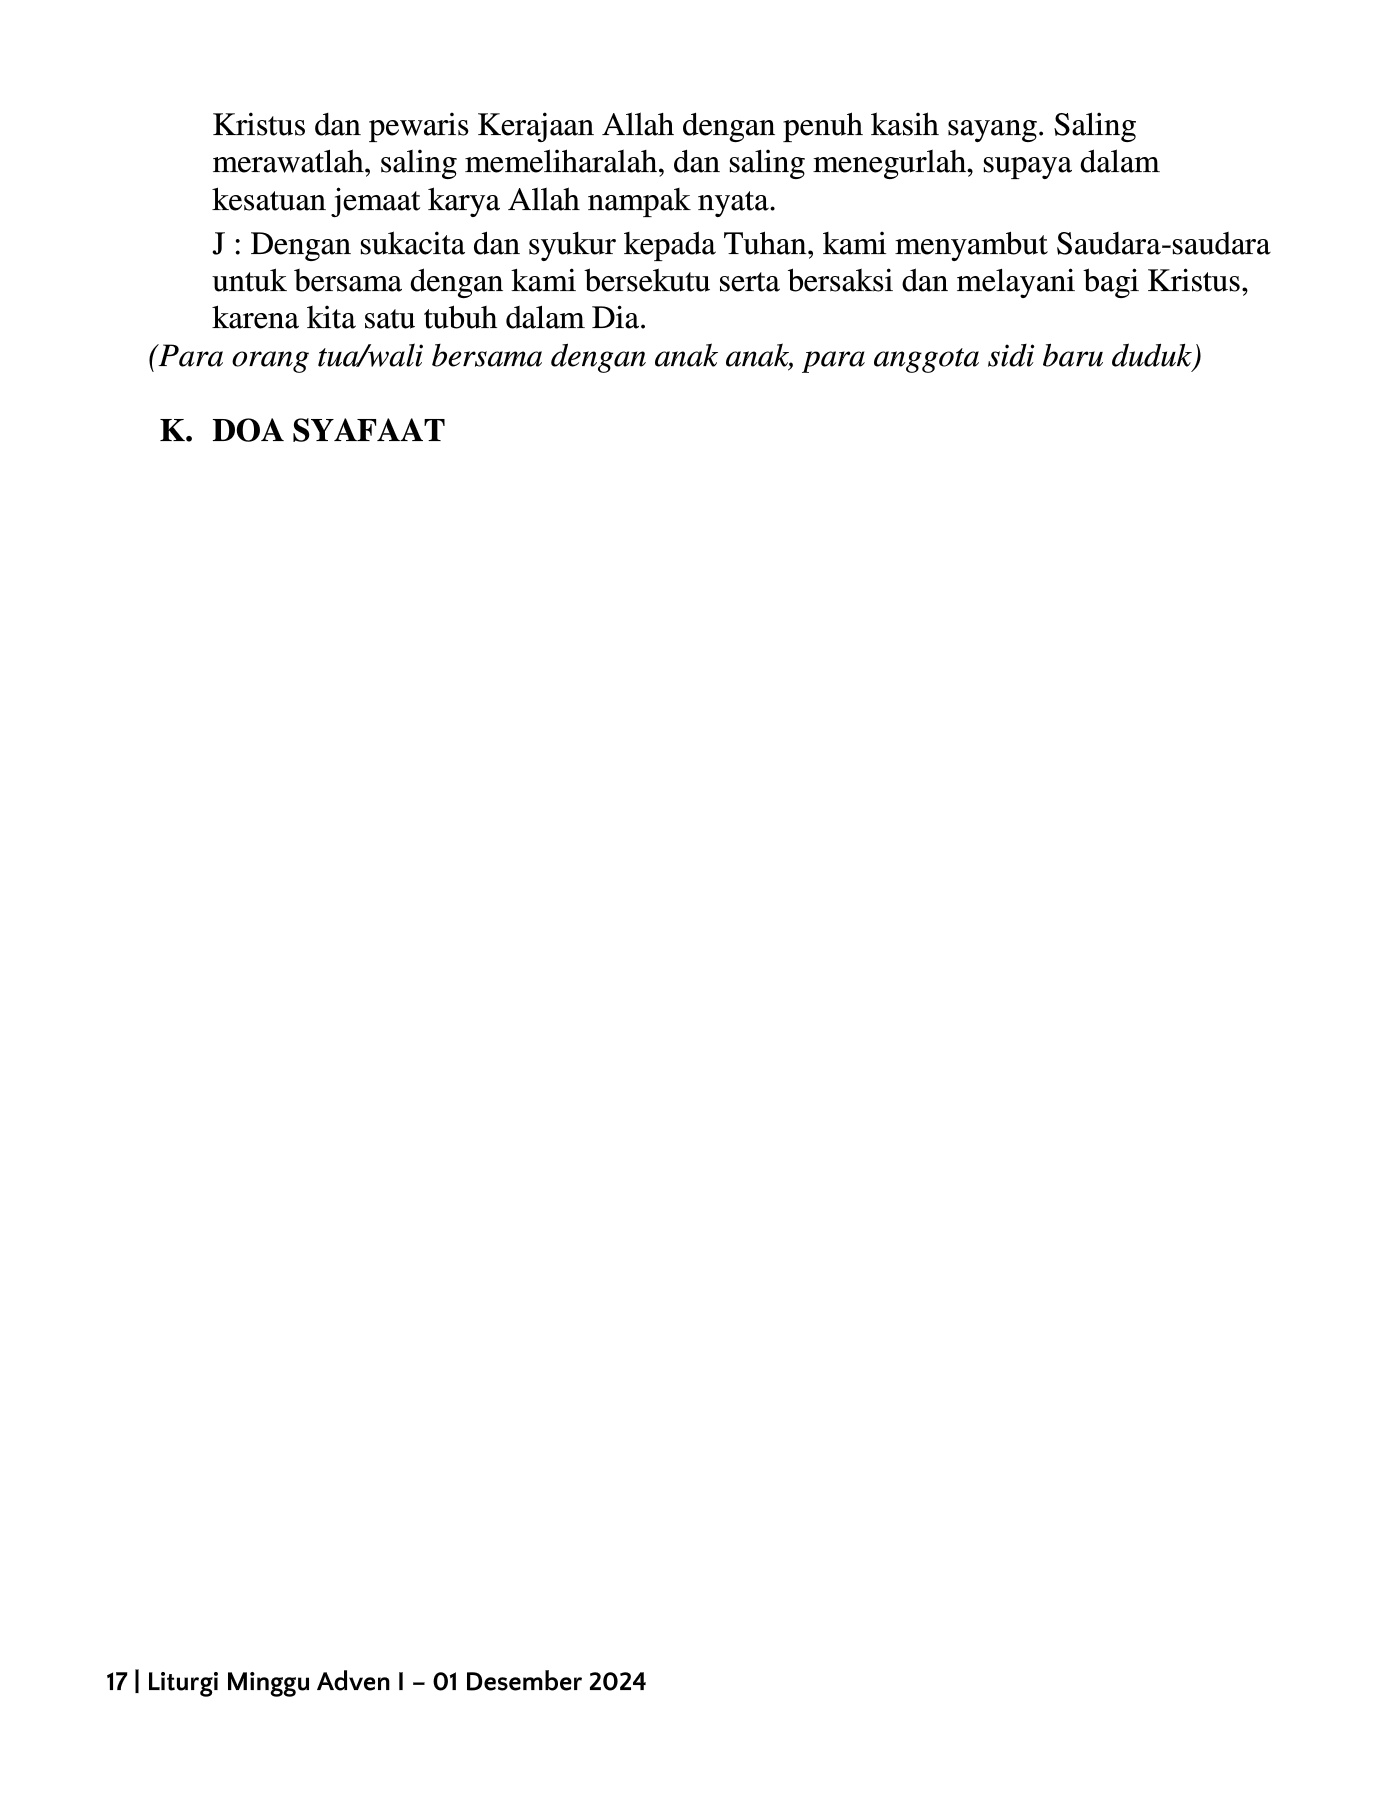 Kristus dan pewaris Kerajaan Allah dengan penuh kasih sayang. Saling
merawatlah, saling memeliharalah, dan saling menegurlah, supaya dalam
kesatuan jemaat karya Allah nampak nyata.
J : Dengan sukacita dan syukur kepada Tuhan, kami menyambut Saudara-saudara
untuk bersama dengan kami bersekutu serta bersaksi dan melayani bagi Kristus,
karena kita satu tubuh dalam Dia.
(Para orang tua/wali bersama dengan anak anak, para anggota sidi baru duduk)
K. DOA SYAFAAT
17 | Liturgi Minggu Adven I – 01 Desember 2024